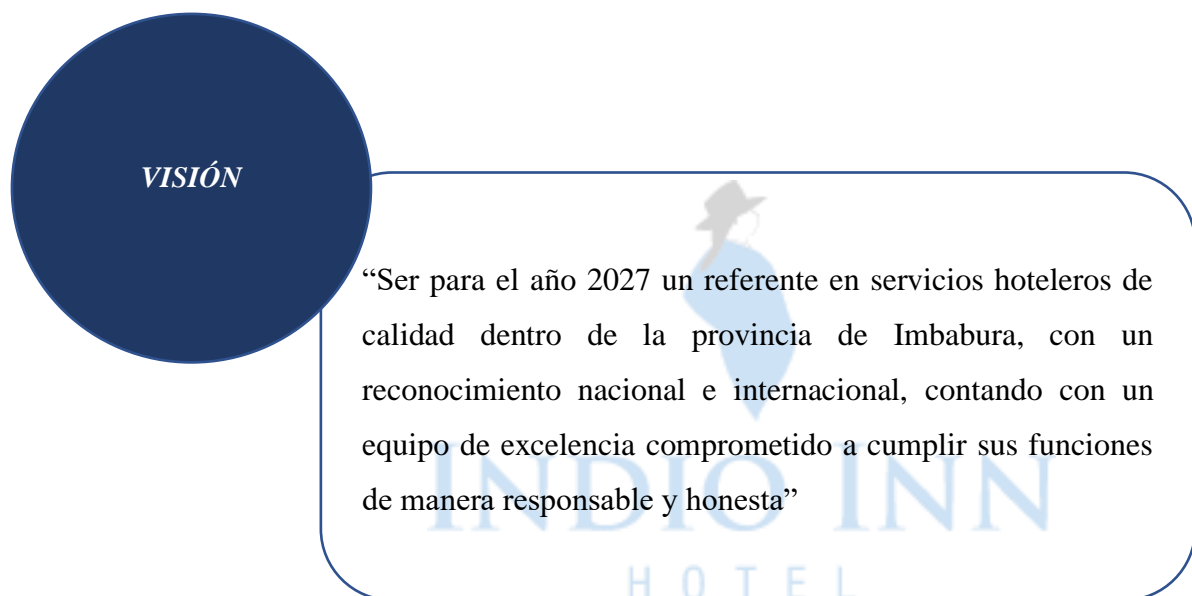 VISIÓN
“Ser para el año 2027 un referente en servicios hoteleros de
calidad dentro de la provincia de Imbabura, con un
reconocimiento nacional e internacional, contando con un
equipo de excelencia comprometido a cumplir sus funciones
de manera responsable y honesta”
INDIO INN
HOTEL